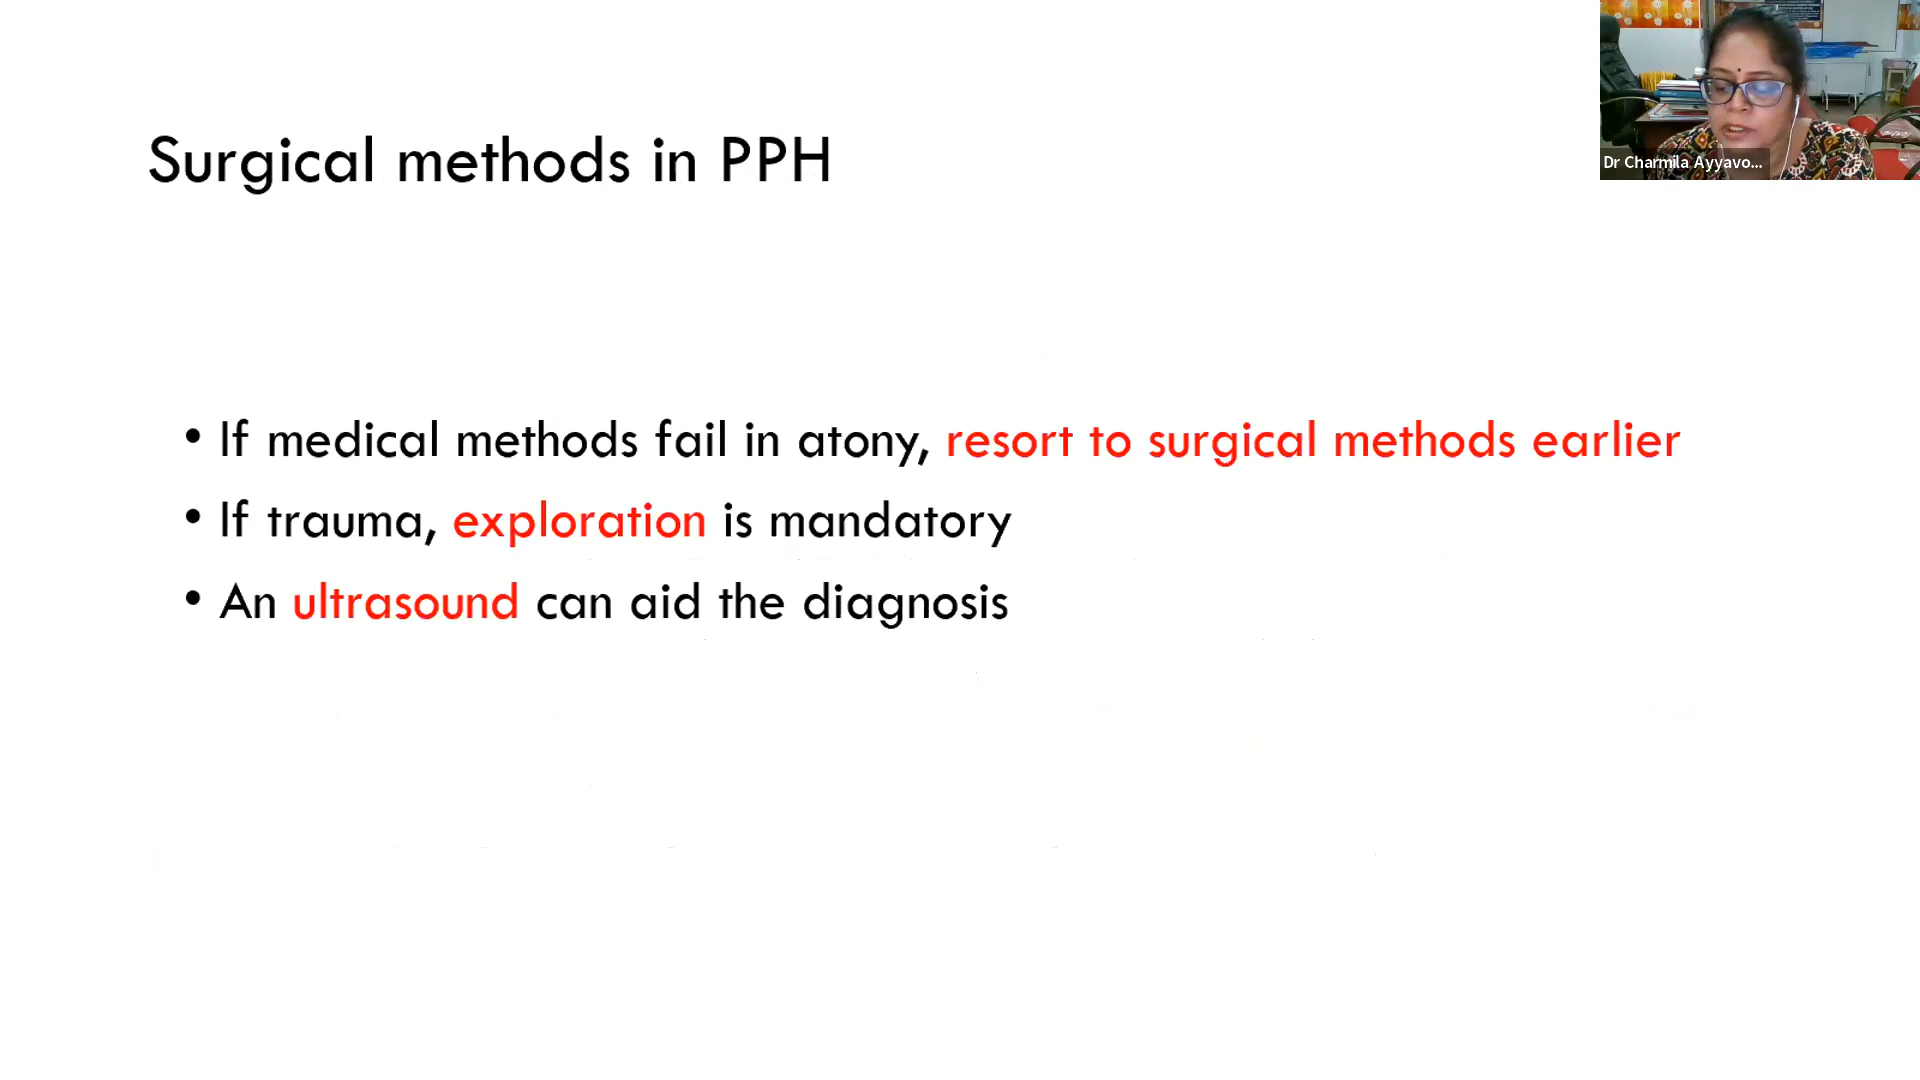 Surgical methods in PPH
• If medical methods fail in atony, resort to surgical methods earlier
• If trauma, exploration is mandatory
• An ultrasound can aid the diagnosis
Dr Charmila Ayyavo...